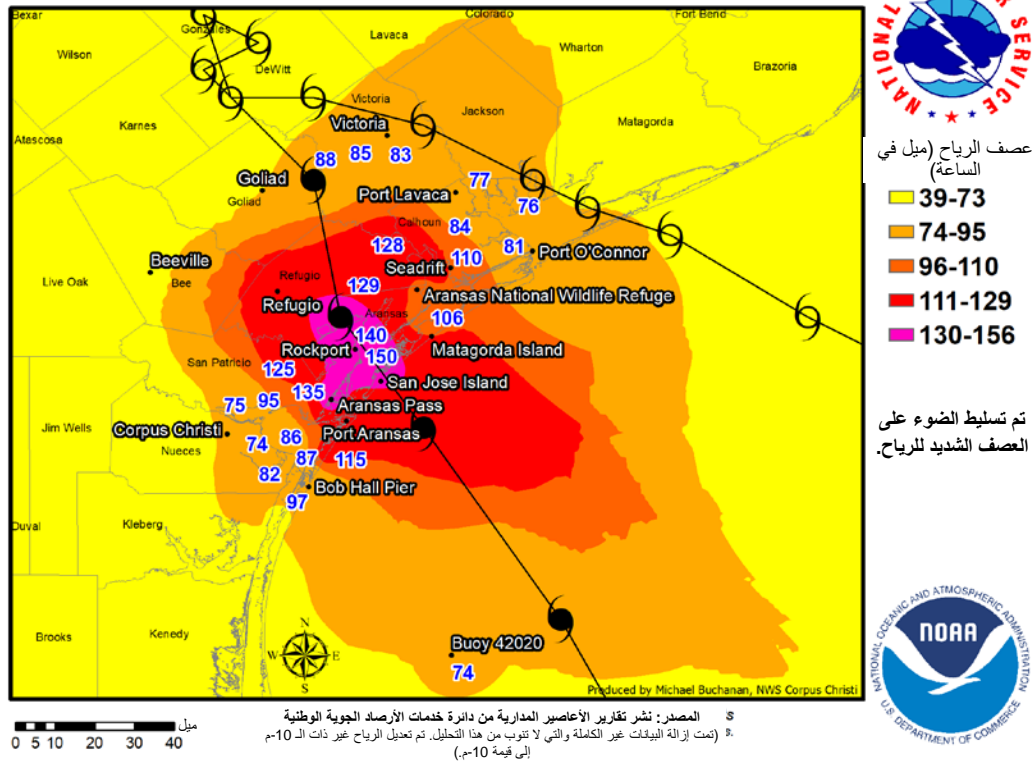 Bexar
Gonzales
Colorado
Fort Bend
Wilson
Lavaca
Wharton
DeWitt
Brazoria
Victoria
Jackson
Matagorda
Karnes
Atascosa
Victoria
88
85
83
Goliad
Goliad
77
Port Lavaca
76
Calhoun
84
128
81
Port O'Connor
110
Seadrift
Beeville
Bee
Live Oak
Refugio
129
Aransas National Wildlife Refuge
Refugio
Aransas
106
140
Rockport
150
Matagorda Island
San Patricio
125
San Jose Island
135
95
75
Aransas Pass
Jim Wells
Corpus Christi
Port Aransas
86
74
Nueces
87
115
82
Bob Hall Pier
97
Duval
Kleberg
Brooks
Kenedy
N
W E
S
Buoy 42020
74
Produced by Michael Buchanan, NWS Corpus Christi
NATIONAL
SERVICE
عصف الرياح (ميل في
الساعة)
39-73
74-95
96-110
111-129
130-156
تم تسليط الضوء على
العصف الشديد للرياح.
NATIONAL OCEANIC AND ATMOSPHERIC ADMINISTRATION
NOAA
U.S. DEPARTMENT OF COMMERCE
ميل
0 5 10 20 30 40
المصدر: نشر تقارير الأعاصير المدارية من دائرة خدمات الأرصاد الجوية الوطنية
(تمت إزالة البيانات غير الكاملة والتي لا تنوب من هذا التحليل. تم تعديل الرياح غير ذات الـ 10-م
إلى قيمة 10-م.)